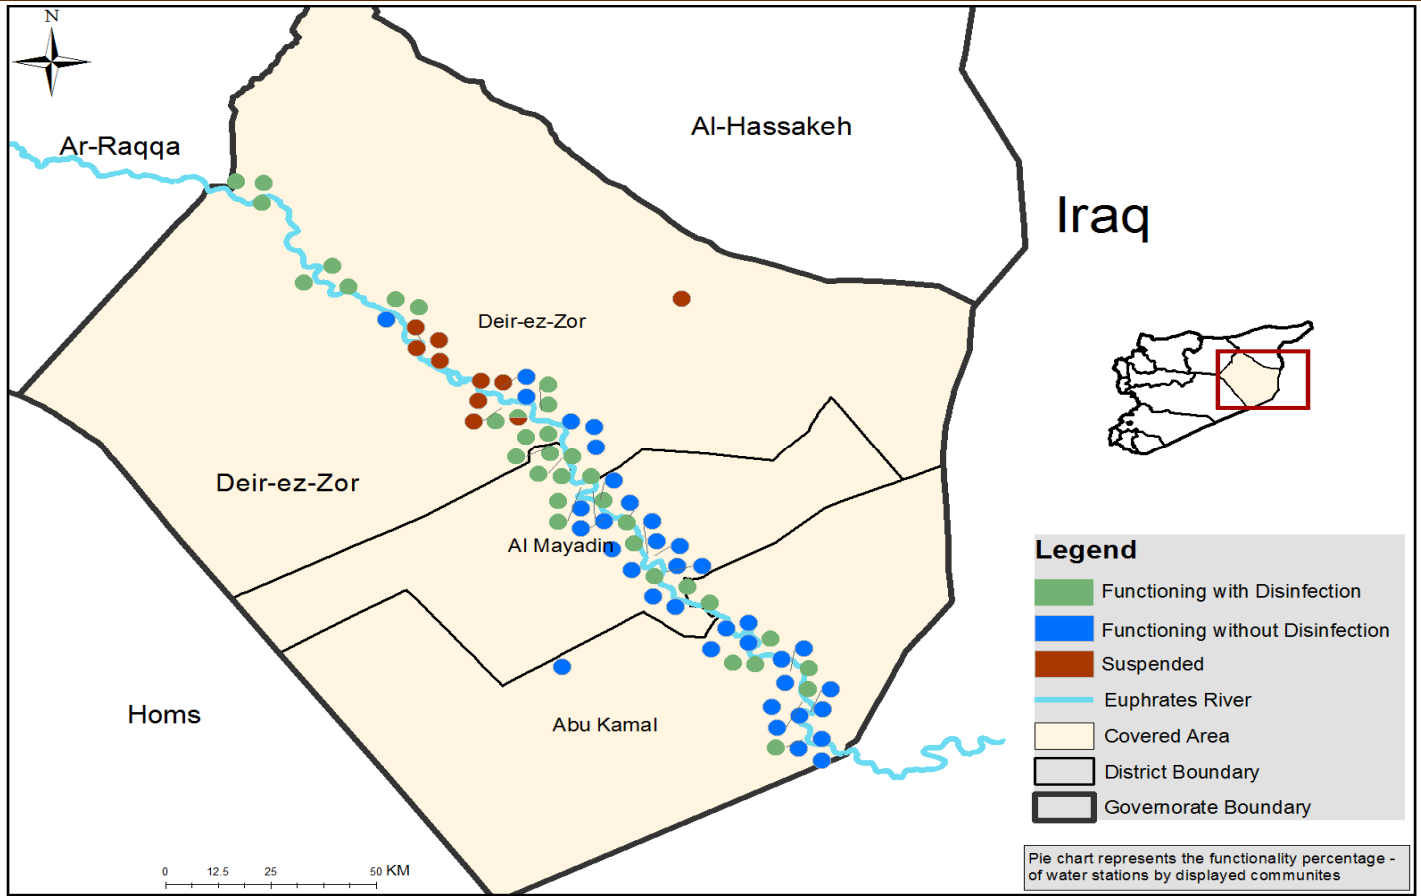 N
Ar-Raqqa
Al-Hassakeh
Iraq
Deir-ez-Zor
Deir-ez-Zor
Al Mayadin
Homs
Abu Kamal
Legend
Functioning with Disinfection
Functioning without Disinfection
Suspended
Euphrates River
Covered Area
District Boundary
Governorate Boundary
0 12.5 25 50 KM
Pie chart represents the functionality percentage -
of water stations by displayed communites